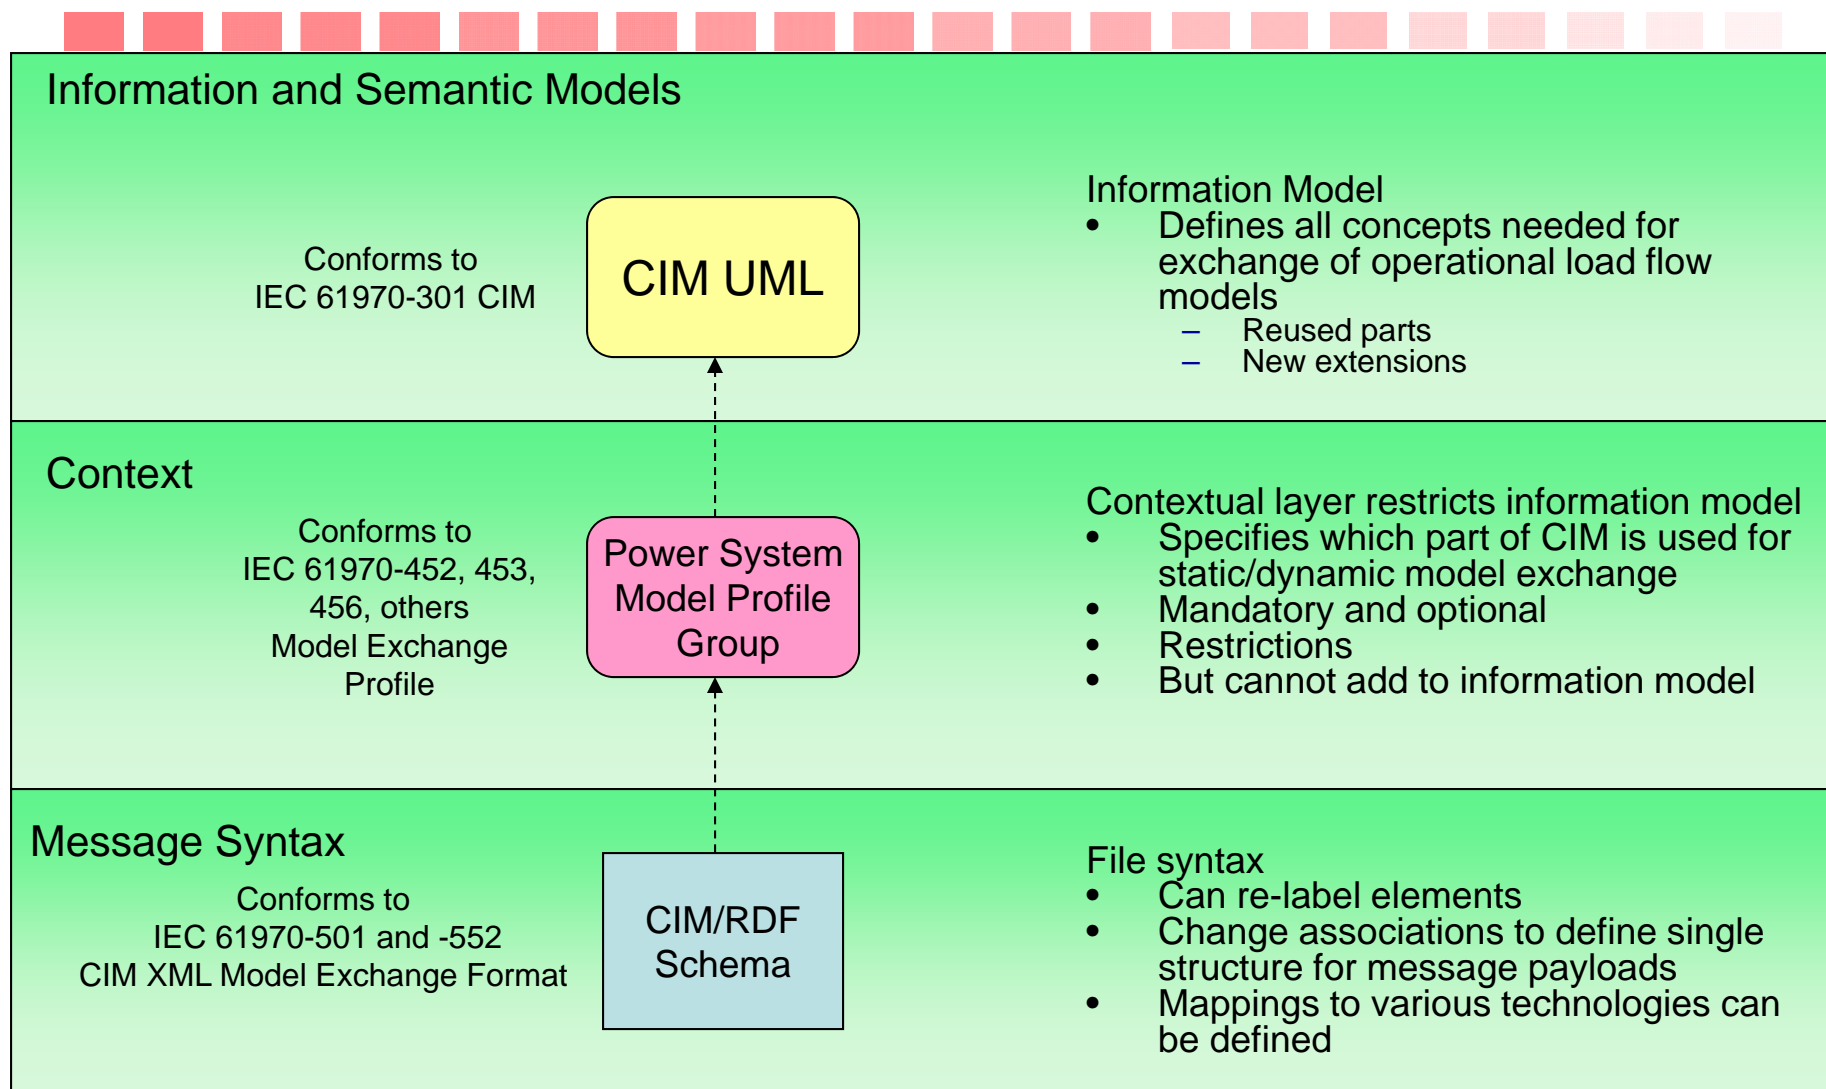 Information and Semantic Models
Conforms to
IEC 61970-301 CIM
CIM UML
Information Model
• Defines all concepts needed for
exchange of operational load flow
models
– Reused parts
– New extensions
Context
Conforms to
IEC 61970-452, 453,
456, others
Model Exchange
Profile
Power System
Model Profile
Group
Contextual layer restricts information model
• Specifies which part of CIM is used for
static/dynamic model exchange
• Mandatory and optional
• Restrictions
• But cannot add to information model
Message Syntax
Conforms to
IEC 61970-501 and -552
CIM XML Model Exchange Format
CIM/RDF
Schema
File syntax
• Can re-label elements
• Change associations to define single
structure for message payloads
• Mappings to various technologies can
be defined